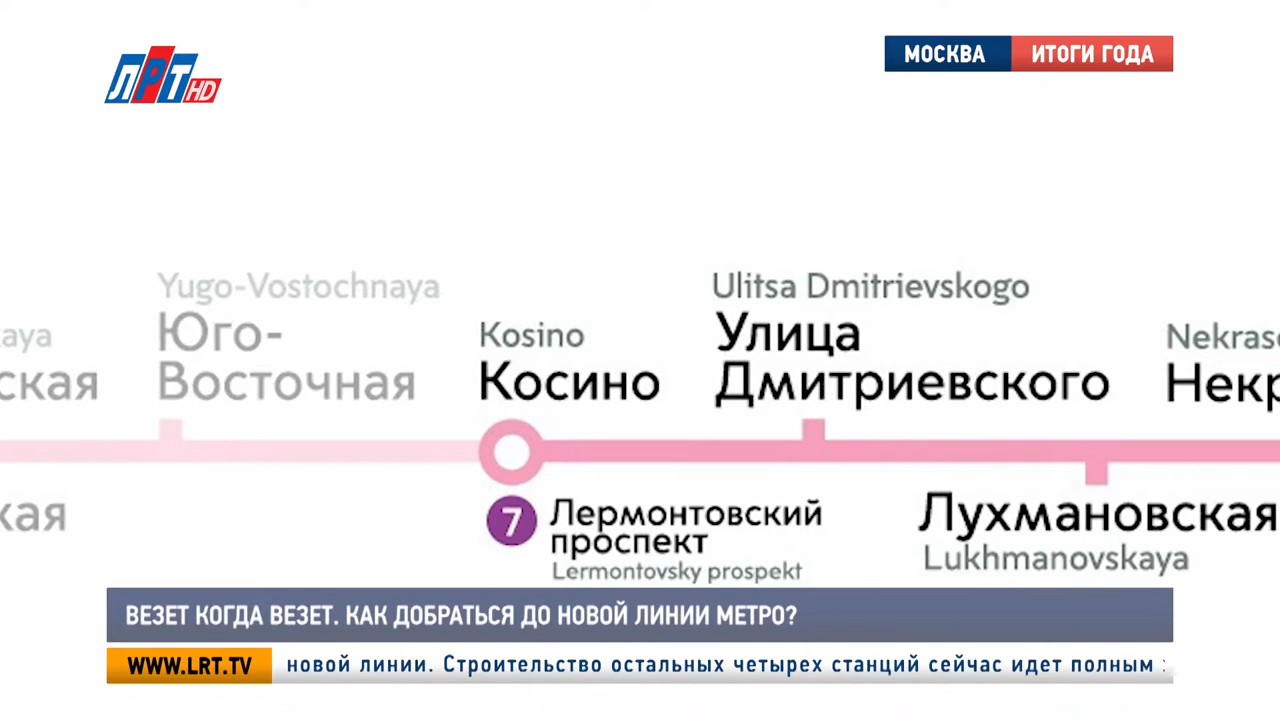 ЛРТ HD
МОСКВА ИТОГИ ГОДА
Yugo-Vostochnaya
Юго-
Восточная
Kosino
Косино
Ulitsa Dmitrievskogo
Улица
Дмитриевского
7 Лермонтовский
проспект
Lermontovsky prospekt
Лухмановская
Lukhmanovskaya
ВЕЗЕТ КОГДА ВЕЗЕТ. КАК ДОБРАТЬСЯ ДО НОВОЙ ЛИНИИ МЕТРО?
WWW.LRT.TV новой линии. Строительство остальных четырех станций сейчас идет полным